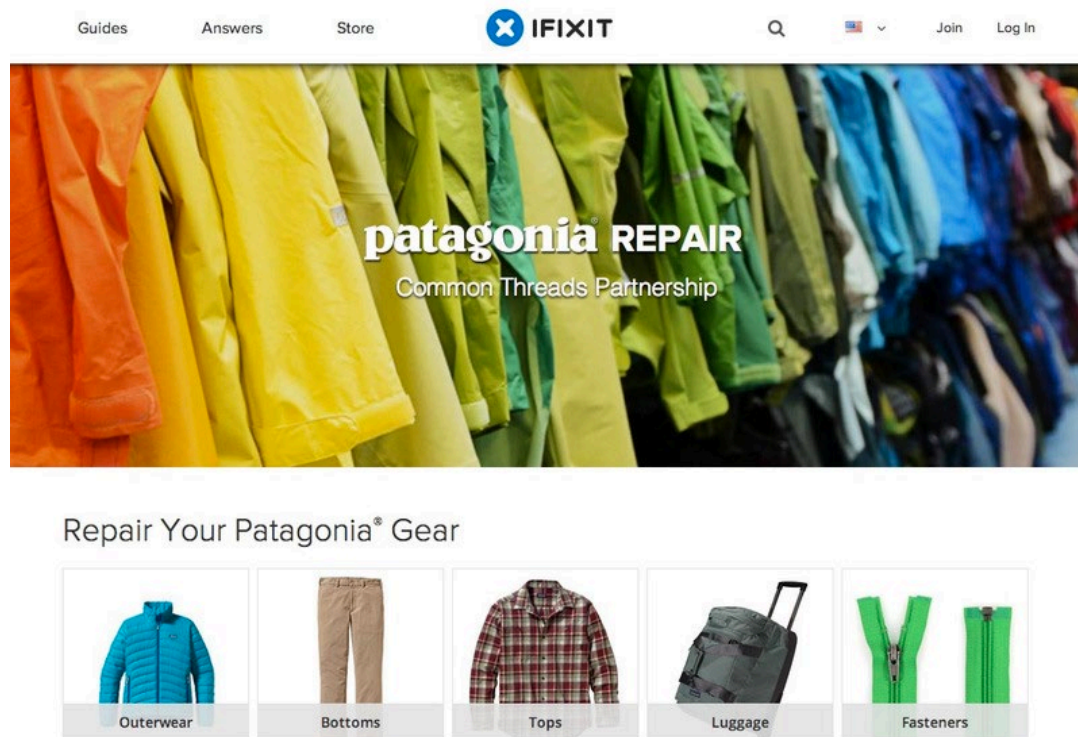 Guides Answers Store IFIXIT Join Log In
patagonia® REPAIR
Common Threads Partnership
Repair Your Patagonia® Gear
Outerwear Bottoms Tops Luggage Fasteners